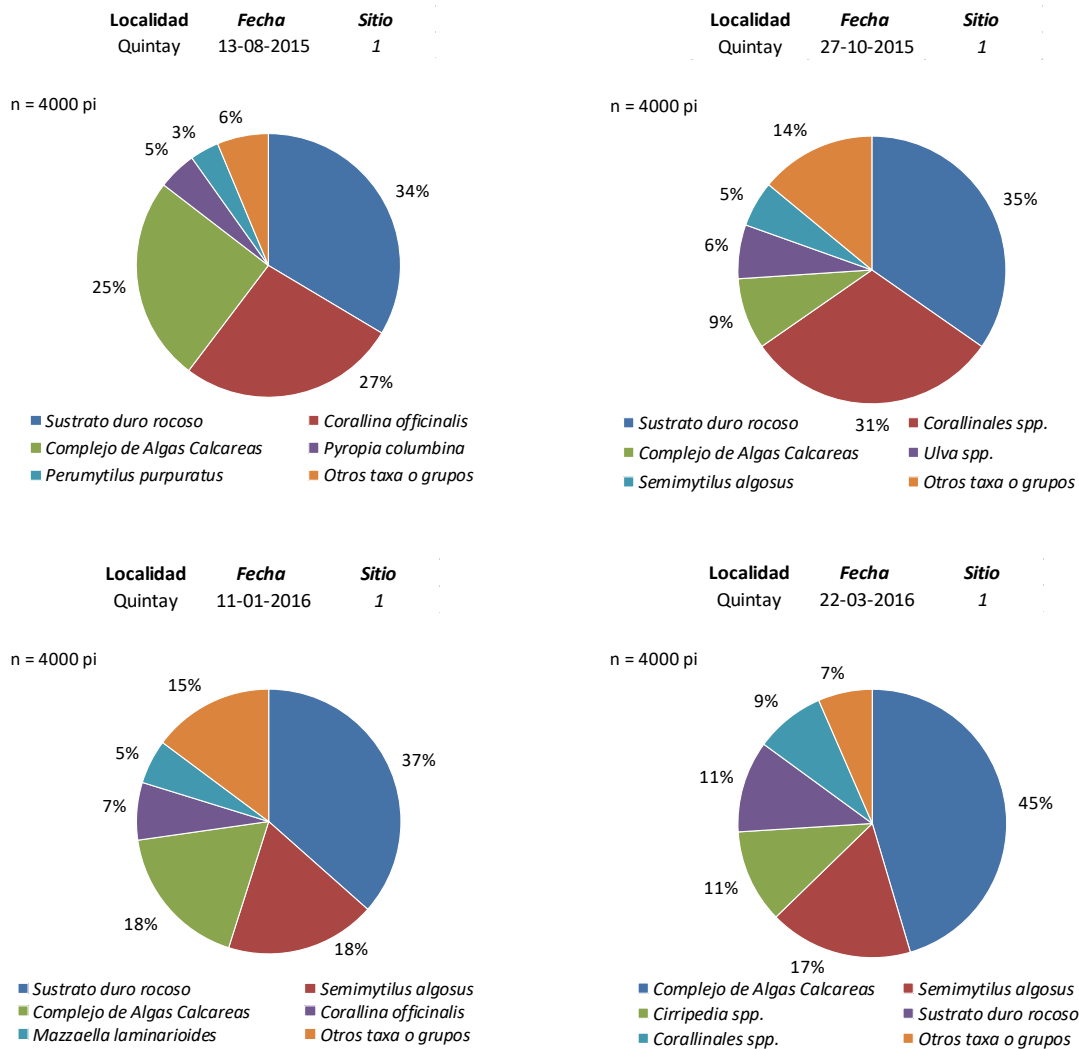 Localidad Fecha Sitio
Quintay 13-08-2015 1
n = 4000 pi
6%
3%
5%
34%
25%
27%
Sustrato duro rocoso Corallina officinalis
Complejo de Algas Calcareas Pyropia columbina
Perumytilus purpuratus Otros taxa o grupos
Localidad Fecha Sitio
Quintay 27-10-2015 1
n = 4000 pi
14%
5%
35%
6%
9%
31%
Sustrato duro rocoso Corallinales spp.
Complejo de Algas Calcareas Ulva spp.
Semimytilus algosus Otros taxa o grupos
Localidad Fecha Sitio
Quintay 11-01-2016 1
n = 4000 pi
15%
5%
37%
7%
18%
18%
Sustrato duro rocoso Semimytilus algosus
Complejo de Algas Calcareas Corallina officinalis
Mazzaella laminarioides Otros taxa o grupos
Localidad Fecha Sitio
Quintay 22-03-2016 1
n = 4000 pi
7%
9%
11%
45%
11%
17%
Complejo de Algas Calcareas Semimytilus algosus
Cirripedia spp. Sustrato duro rocoso
Corallinales spp. Otros taxa o grupos